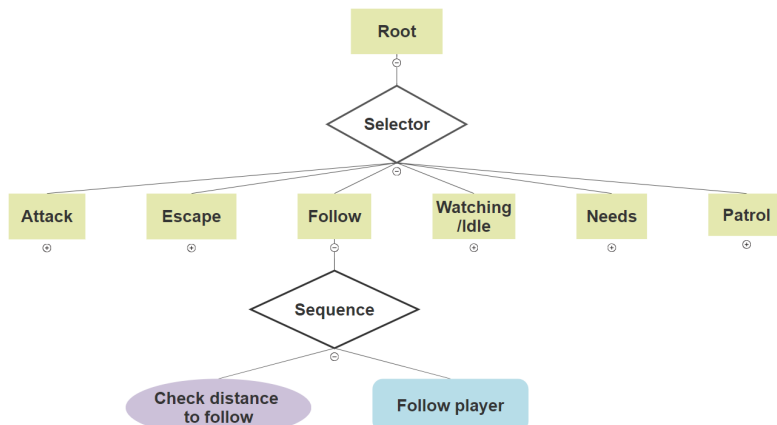 Root
Selector
Attack
Escape
Follow
Watching
/Idle
Needs
Patrol
Sequence
Check distance
to follow
Follow player